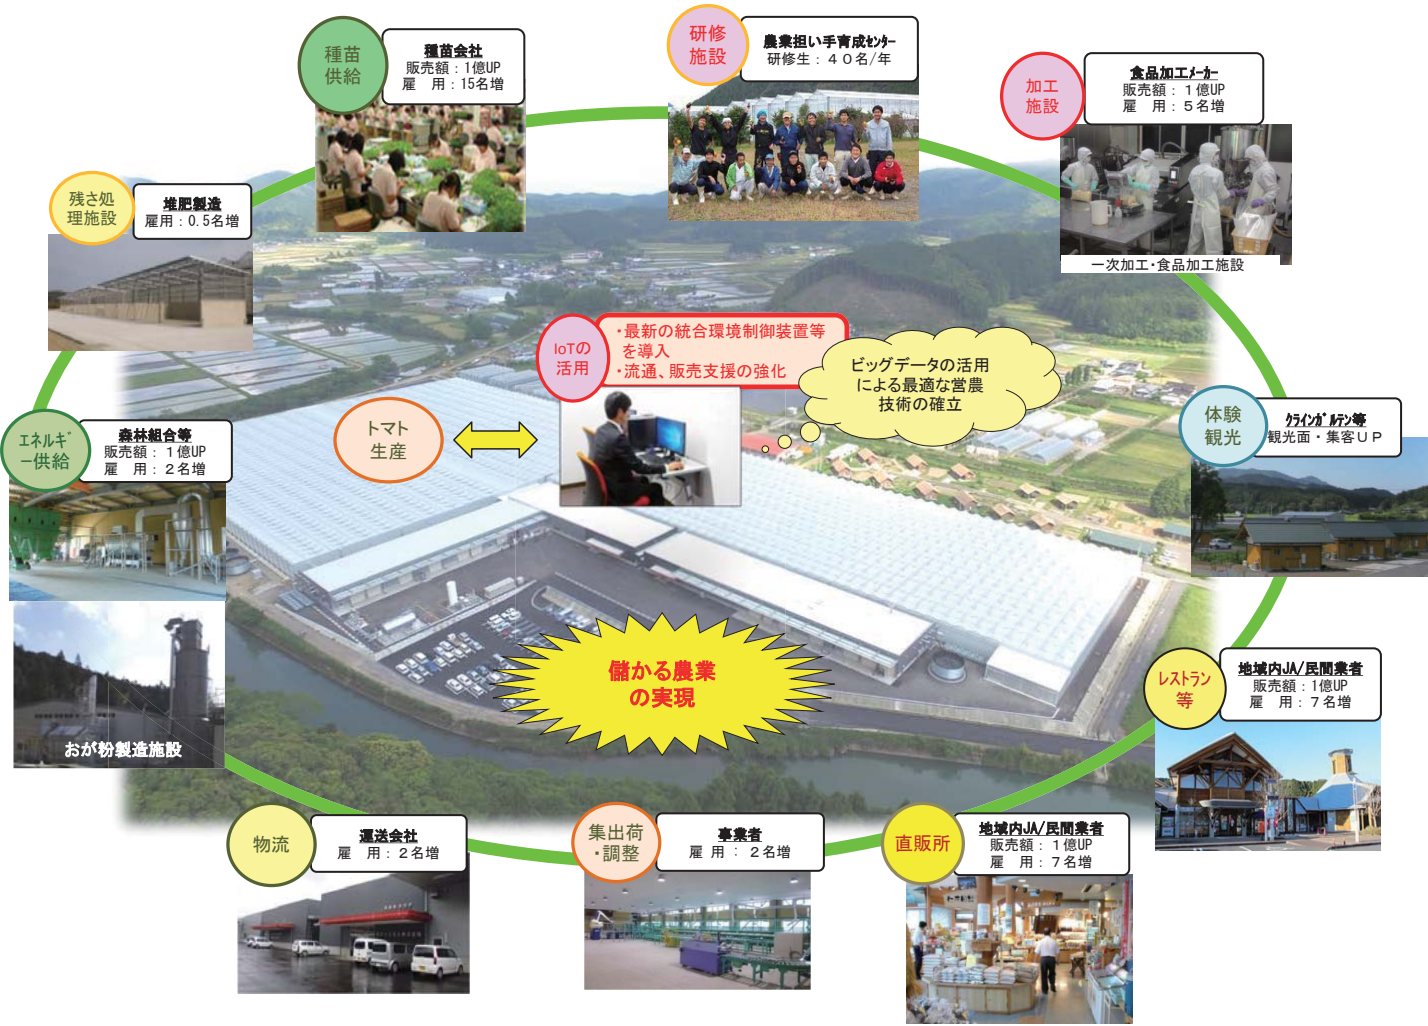 種苗
供給
種苗会社
販売額：1億UP
雇　用：15名増
研修
施設
農業担い手育成ｾﾝﾀｰ
研修生：４０名/年
加工
施設
食品加工ﾒｰｶｰ
販売額：１億UP
雇　用：５名増
一次加工・食品加工施設
残さ処
理施設
堆肥製造
雇用：0.5名増
IoTの
活用
・最新の統合環境制御装置等
を導入
・流通、販売支援の強化
ビッグデータの活用
による最適な営農
技術の確立
トマト
生産
エネルギ
ー供給
森林組合等
販売額：１億UP
雇　用：２名増
おが粉製造施設
体験
観光
ｸﾗｲﾝｶﾞﾙﾃﾝ等
観光面・集客ＵＰ
儲かる農業
の実現
レストラン
等
地域内JA/民間業者
販売額：1億UP
雇　用：７名増
物流
運送会社
雇　用：２名増
集出荷
・調整
事業者
雇 用 ： ２名増
直販所
地域内JA/民間業者
販売額：１億UP
雇　用：７名増